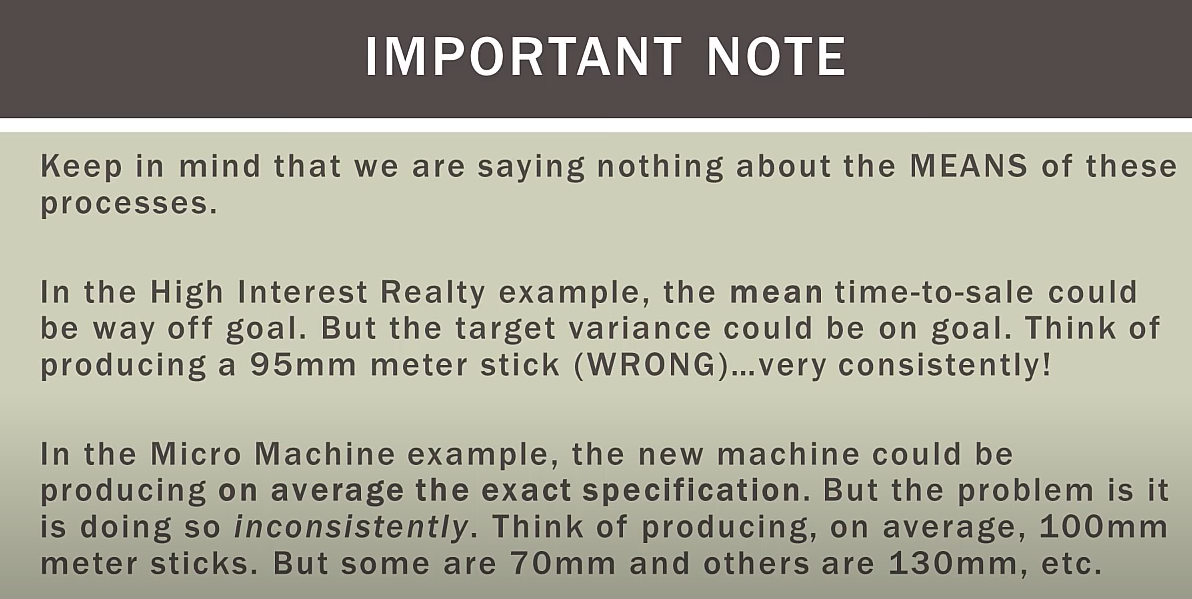 IMPORTANT NOTE
Keep in mind that we are saying nothing about the MEANS of these
processes.
In the High Interest Realty example, the mean time-to-sale could
be way off goal. But the target variance could be on goal. Think of
producing a 95mm meter stick (WRONG)…very consistently!
In the Micro Machine example, the new machine could be
producing on average the exact specification. But the problem is it
is doing so inconsistently. Think of producing, on average, 100mm
meter sticks. But some are 70mm and others are 130mm, etc.